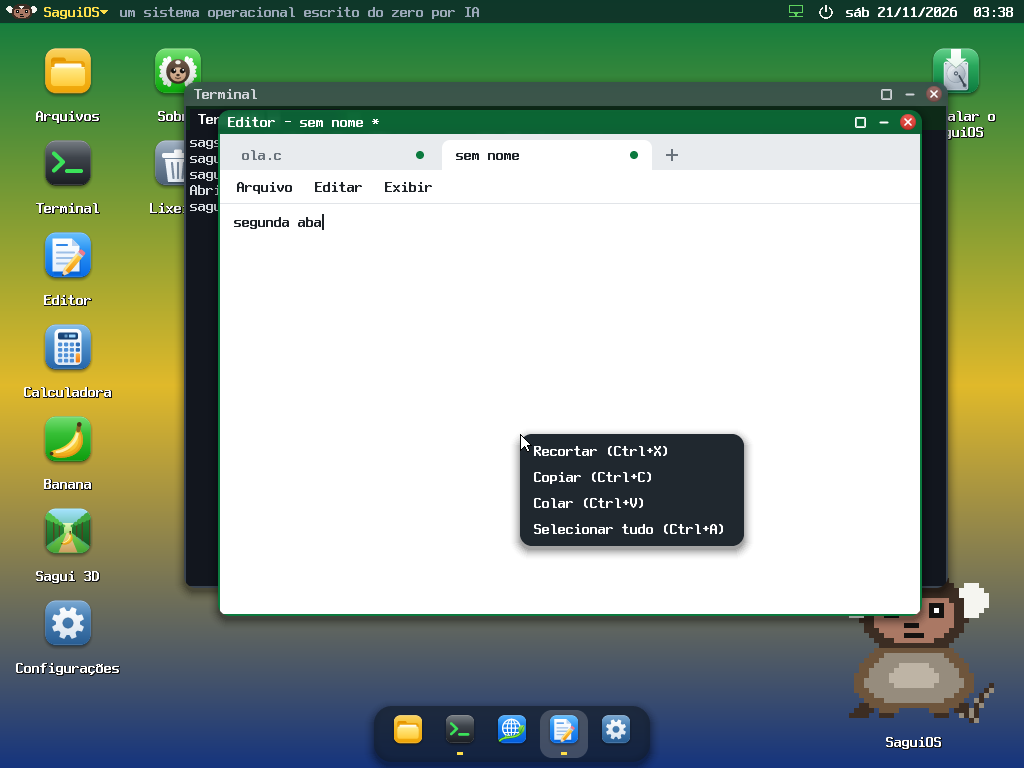 SaguiOS um sistema operacional escrito do zero por IA
sáb 21/11/2026 03:38
Arquivos
Terminal
Editor
Calculadora
Banana
Sagui 3D
Configurações
Terminal
Editor - sem nome *
ola.c
sem nome
Arquivo Editar Exibir
segunda aba
Recortar (Ctrl+X)
Copiar (Ctrl+C)
Colar (Ctrl+V)
Selecionar tudo (Ctrl+A)
SaguiOS